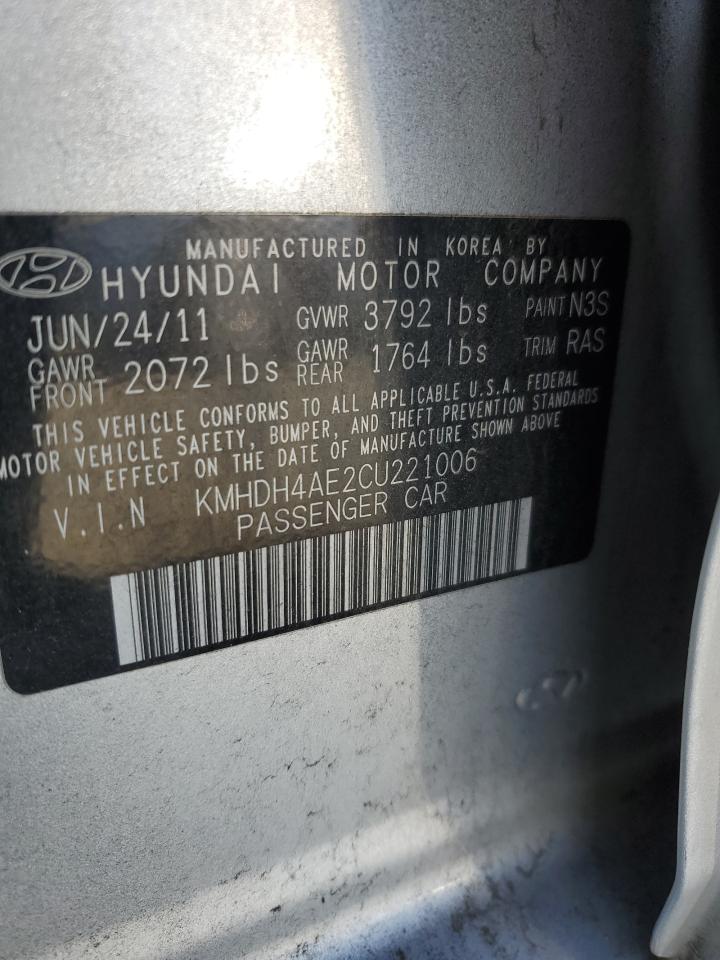 MANUFACTURED IN KOREA BY
HYUNDAI MOTOR COMPANY
JUN/24/11 GVWR 3792 lbs PAINT N3S
GAWR FRONT 2072 lbs GAWR REAR 1764 lbs TRIM RAS
THIS VEHICLE CONFORMS TO ALL APPLICABLE U.S.A. FEDERAL
MOTOR VEHICLE SAFETY, BUMPER, AND THEFT PREVENTION STANDARDS
IN EFFECT ON THE DATE OF MANUFACTURE SHOWN ABOVE
V.I.N KMHDH4AE2CU221006
PASSENGER CAR